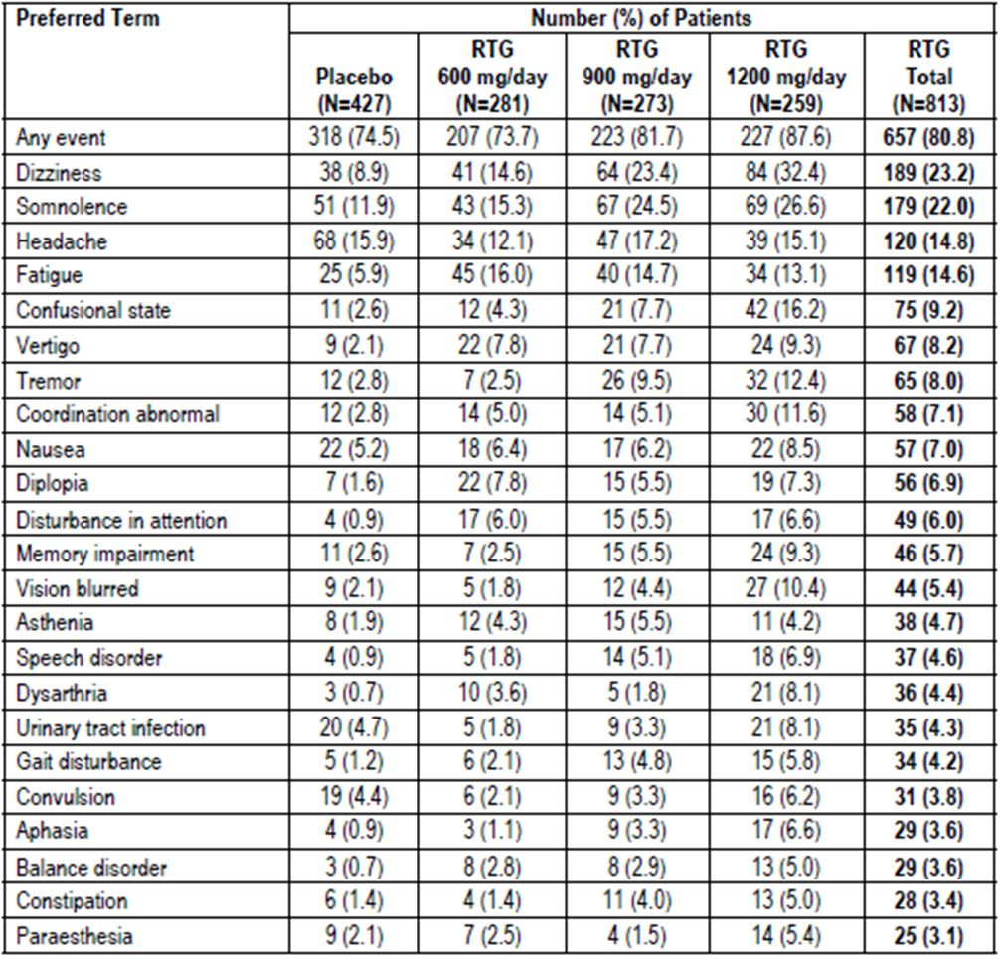 Preferred Term Number (%) of Patients
Placebo (N=427) RTG 600 mg/day (N=281) RTG 900 mg/day (N=273) RTG 1200 mg/day (N=259) RTG Total (N=813)
Any event 318 (74.5) 207 (73.7) 223 (81.7) 227 (87.6) 657 (80.8)
Dizziness 38 (8.9) 41 (14.6) 64 (23.4) 84 (32.4) 189 (23.2)
Somnolence 51 (11.9) 43 (15.3) 67 (24.5) 69 (26.6) 179 (22.0)
Headache 68 (15.9) 34 (12.1) 47 (17.2) 39 (15.1) 120 (14.8)
Fatigue 25 (5.9) 45 (16.0) 40 (14.7) 34 (13.1) 119 (14.6)
Confusional state 11 (2.6) 12 (4.3) 21 (7.7) 42 (16.2) 75 (9.2)
Vertigo 9 (2.1) 22 (7.8) 21 (7.7) 24 (9.3) 67 (8.2)
Tremor 12 (2.8) 7 (2.5) 26 (9.5) 32 (12.4) 65 (8.0)
Coordination abnormal 12 (2.8) 14 (5.0) 14 (5.1) 30 (11.6) 58 (7.1)
Nausea 22 (5.2) 18 (6.4) 17 (6.2) 22 (8.5) 57 (7.0)
Diplopia 7 (1.6) 22 (7.8) 15 (5.5) 19 (7.3) 56 (6.9)
Disturbance in attention 4 (0.9) 17 (6.0) 15 (5.5) 17 (6.6) 49 (6.0)
Memory impairment 11 (2.6) 7 (2.5) 15 (5.5) 24 (9.3) 46 (5.7)
Vision blurred 9 (2.1) 5 (1.8) 12 (4.4) 27 (10.4) 44 (5.4)
Asthenia 8 (1.9) 12 (4.3) 15 (5.5) 11 (4.2) 38 (4.7)
Speech disorder 4 (0.9) 5 (1.8) 14 (5.1) 18 (6.9) 37 (4.6)
Dysarthria 3 (0.7) 10 (3.6) 5 (1.8) 21 (8.1) 36 (4.4)
Urinary tract infection 20 (4.7) 5 (1.8) 9 (3.3) 21 (8.1) 35 (4.3)
Gait disturbance 5 (1.2) 6 (2.1) 13 (4.8) 15 (5.8) 34 (4.2)
Convulsion 19 (4.4) 6 (2.1) 9 (3.3) 16 (6.2) 31 (3.8)
Aphasia 4 (0.9) 3 (1.1) 9 (3.3) 17 (6.6) 29 (3.6)
Balance disorder 3 (0.7) 8 (2.8) 8 (2.9) 13 (5.0) 29 (3.6)
Constipation 6 (1.4) 4 (1.4) 11 (4.0) 13 (5.0) 28 (3.4)
Paraesthesia 9 (2.1) 7 (2.5) 4 (1.5) 14 (5.4) 25 (3.1)